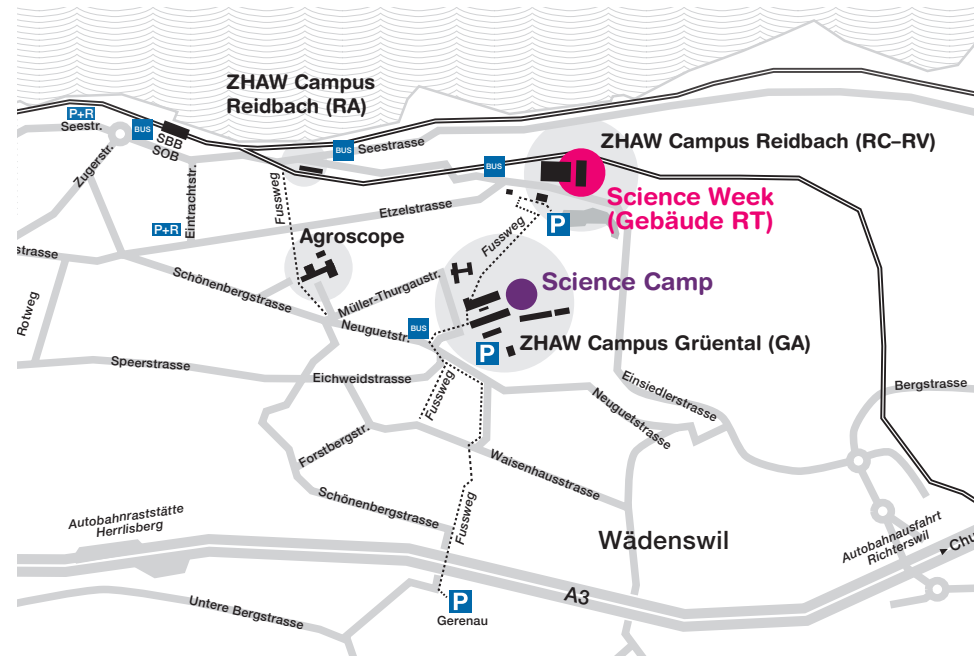 ZHAW Campus
Reidbach (RA)
P+R
Seestr.
BUS
SBB
SOB
BUS
Seestrasse
ZHAW Campus Reidbach (RC–RV)
BUS
Zugerstr.
Eintrachtstr.
Fussweg
Science Week
(Gebäude RT)
Etzelstrasse
P
P+R
Agroscope
Fussweg
strasse
Schönenbergstrasse
Müller-Thurgaustr.
Science Camp
Rotweg
Neuguetstr.
BUS
ZHAW Campus Grüental (GA)
P
Speerstrasse
Eichweidstrasse
Fussweg
Einsiedlerstrasse
Bergstrasse
Neuguetstrasse
Forstbergstr.
Waisenhausstrasse
Schönenbergstrasse
Fussweg
Autobahnraststätte
Herrlisberg
Wädenswil
Autobahnausfahrt
Richterswil
Chu
A3
P
Gerenau
Untere Bergstrasse